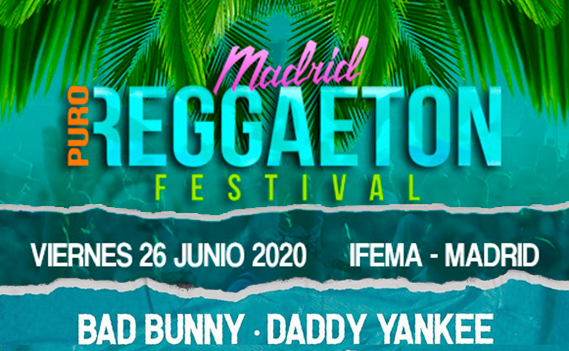 Madrid
PURO REGGAETON
FESTIVAL
VIERNES 26 JUNIO 2020 IFEMA - MADRID
BAD BUNNY · DADDY YANKEE